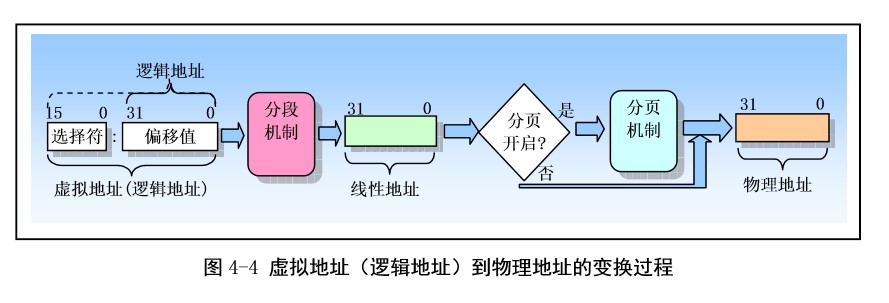 逻辑地址
15 0 31 0
选择符 : 偏移值
虚拟地址(逻辑地址)
分段
机制
31 0
线性地址
分页
开启?
是
否
分页
机制
31 0
物理地址
图 4-4 虚拟地址（逻辑地址）到物理地址的变换过程